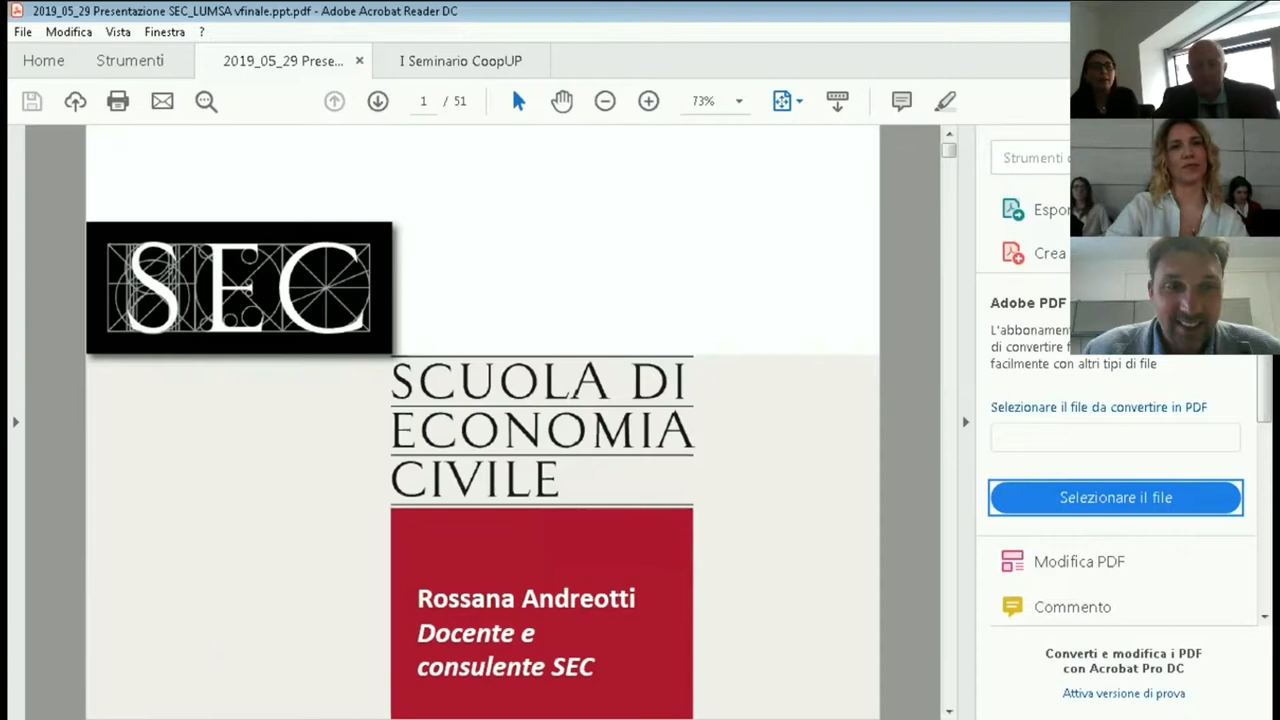 2019_05_29 Presentazione SEC_LUMSA vfinale.ppt.pdf - Adobe Acrobat Reader DC
File Modifica Vista Finestra ?
Home Strumenti 2019_05_29 Prese... × I Seminario CoopUP
1 / 51 73%
Strumenti
SEC
Espor
Crea
SCUOLA DI
ECONOMIA
CIVILE
Adobe PDF
L'abbonamen
di convertire f
facilmente con altri tipi di file
Selezionare il file da convertire in PDF
Selezionare il file
Rossana Andreotti
Docente e
consulente SEC
Modifica PDF
Commento
Converti e modifica i PDF
con Acrobat Pro DC
Attiva versione di prova